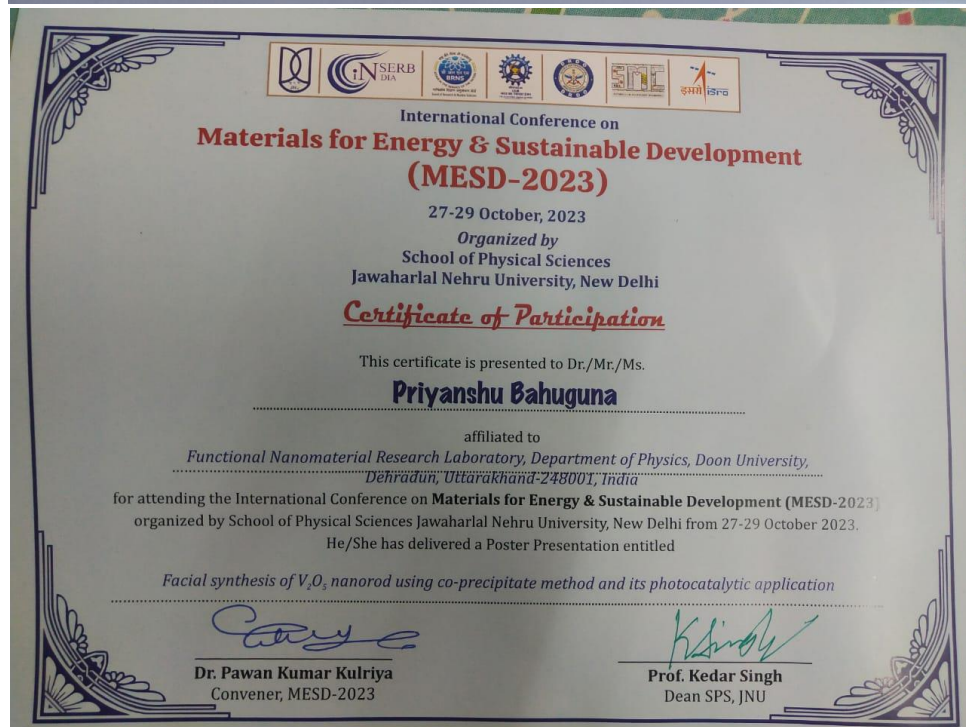 iN SERB
DIA
BRNS
SMC
इसरो isro
International Conference on
Materials for Energy & Sustainable Development
(MESD-2023)
27-29 October, 2023
Organized by
School of Physical Sciences
Jawaharlal Nehru University, New Delhi
Certificate of Participation
This certificate is presented to Dr./Mr./Ms.
Priyanshu Bahuguna
affiliated to
Functional Nanomaterial Research Laboratory, Department of Physics, Doon University,
Dehradun, Uttarakhand-248001, India
for attending the International Conference on Materials for Energy & Sustainable Development (MESD-2023)
organized by School of Physical Sciences Jawaharlal Nehru University, New Delhi from 27-29 October 2023.
He/She has delivered a Poster Presentation entitled
Facial synthesis of V₂O₅ nanorod using co-precipitate method and its photocatalytic application
KSingh
Dr. Pawan Kumar Kulriya
Prof. Kedar Singh
Convener, MESD-2023
Dean SPS, JNU